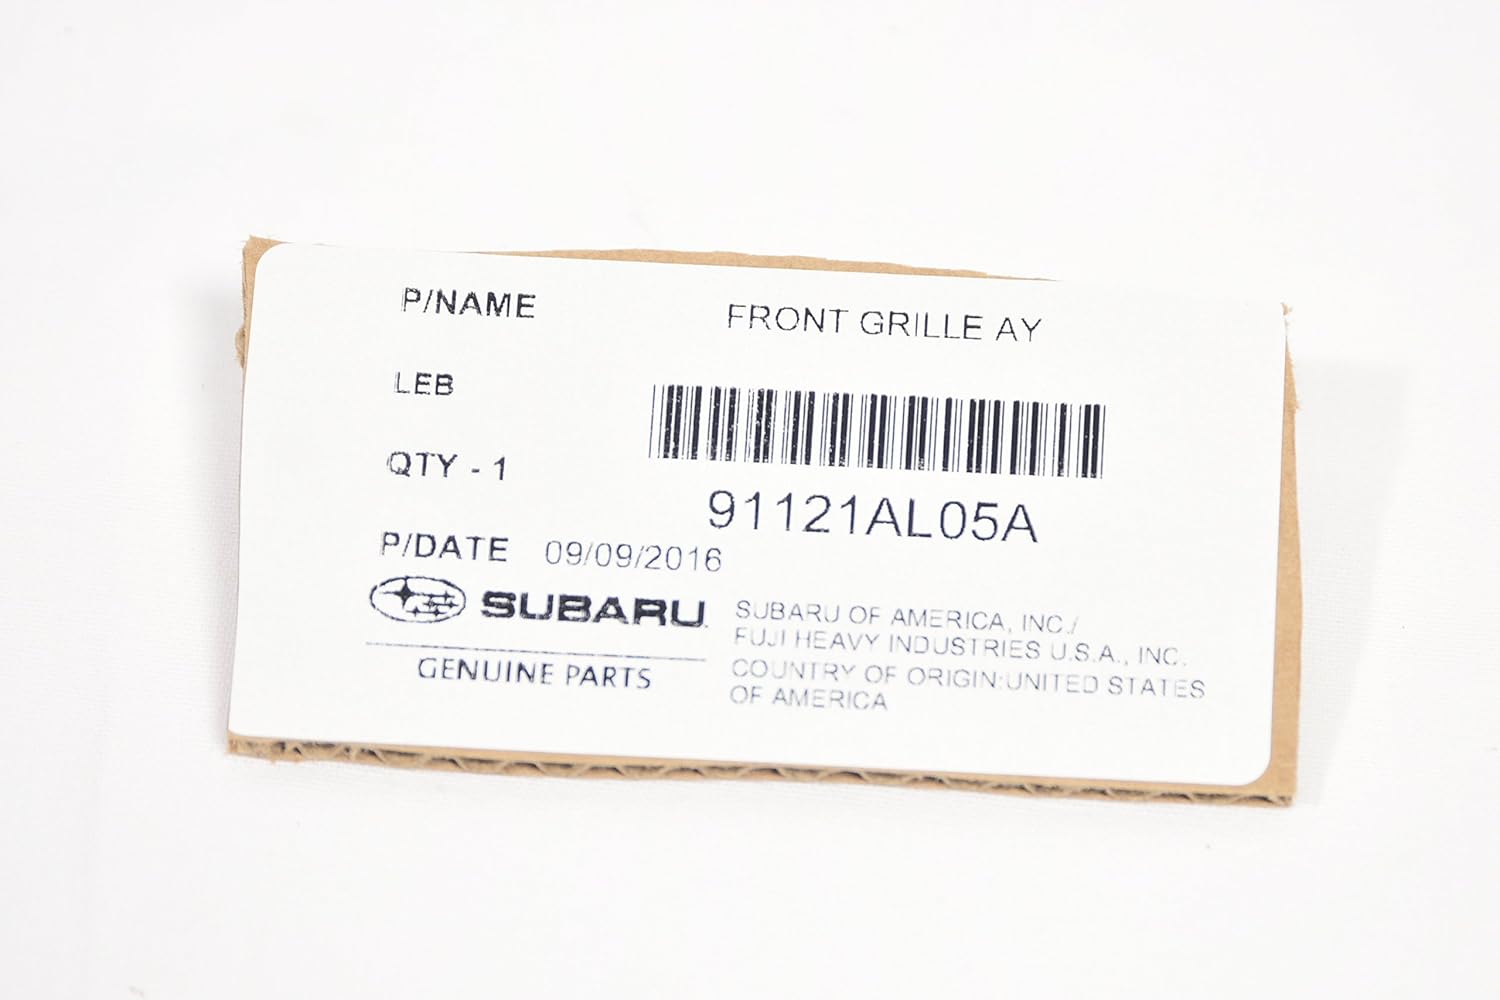 P/NAME FRONT GRILLE AY
LEB
QTY - 1
91121AL05A
P/DATE 09/09/2016
SUBARU
GENUINE PARTS
SUBARU OF AMERICA, INC./
FUJI HEAVY INDUSTRIES U.S.A., INC.
COUNTRY OF ORIGIN:UNITED STATES
OF AMERICA